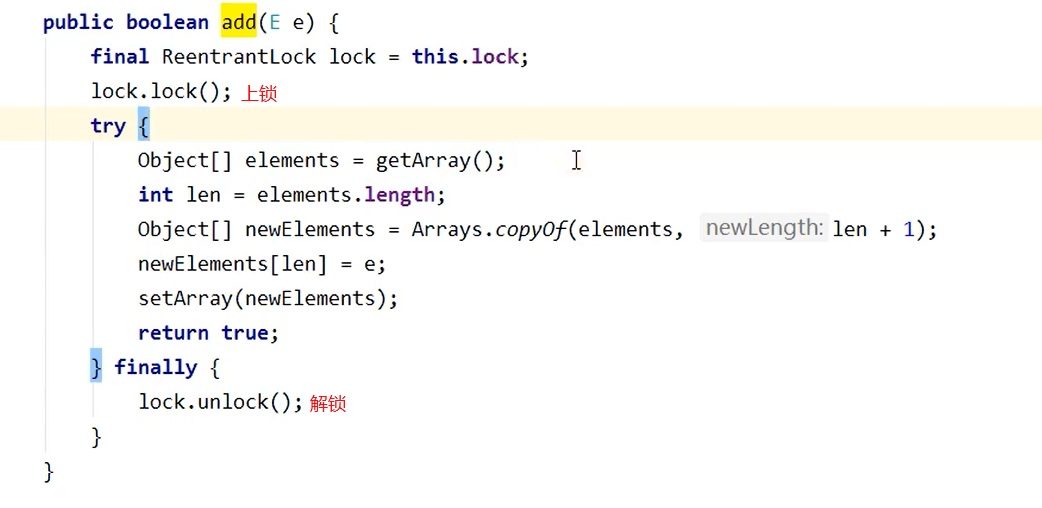 public boolean add(E e) {
final ReentrantLock lock = this.lock;
lock.lock(); 上锁
try {
Object[] elements = getArray();
int len = elements.length;
Object[] newElements = Arrays.copyOf(elements, newLength: len + 1);
newElements[len] = e;
setArray(newElements);
return true;
} finally {
lock.unlock(); 解锁
}
}